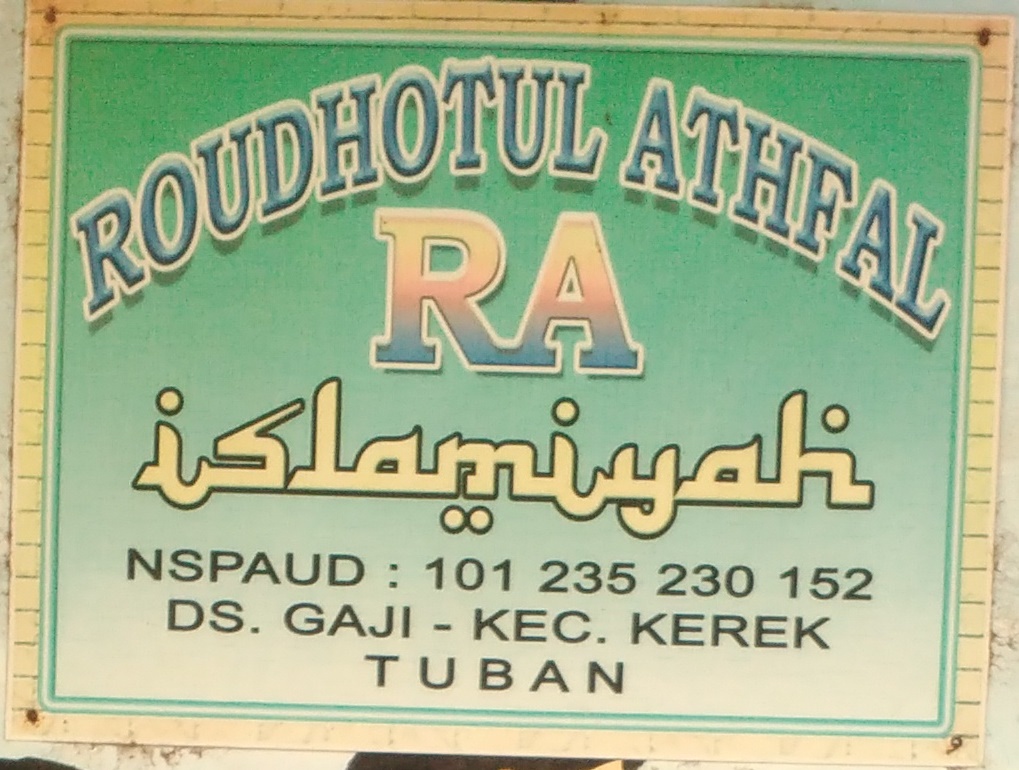 ROUDHOTUL ATHFAL
RA
islamiyah
NSPAUD : 101 235 230 152
DS. GAJI - KEC. KEREK
TUBAN